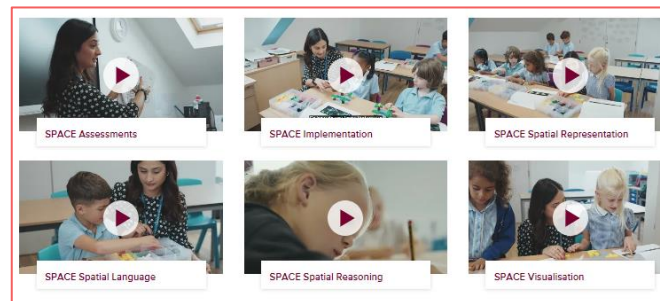 SPACE Assessments
SPACE Implementation
SPACE Spatial Representation
SPACE Spatial Language
SPACE Spatial Reasoning
SPACE Visualisation